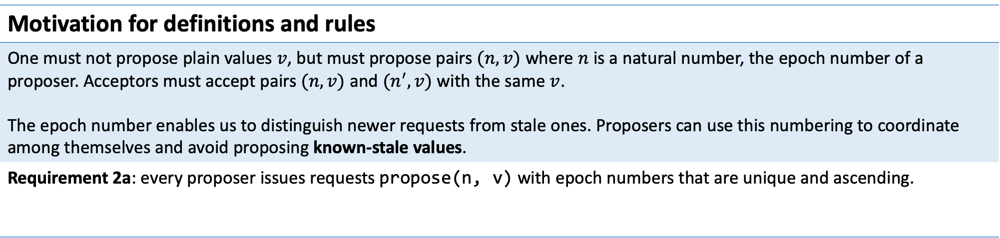 Motivation for definitions and rules
One must not propose plain values 𝑣, but must propose pairs (𝑛, 𝑣) where 𝑛 is a natural number, the epoch number of a
proposer. Acceptors must accept pairs (𝑛, 𝑣) and (𝑛′, 𝑣) with the same 𝑣.
The epoch number enables us to distinguish newer requests from stale ones. Proposers can use this numbering to coordinate
among themselves and avoid proposing known-stale values.
Requirement 2a: every proposer issues requests propose(n, v) with epoch numbers that are unique and ascending.